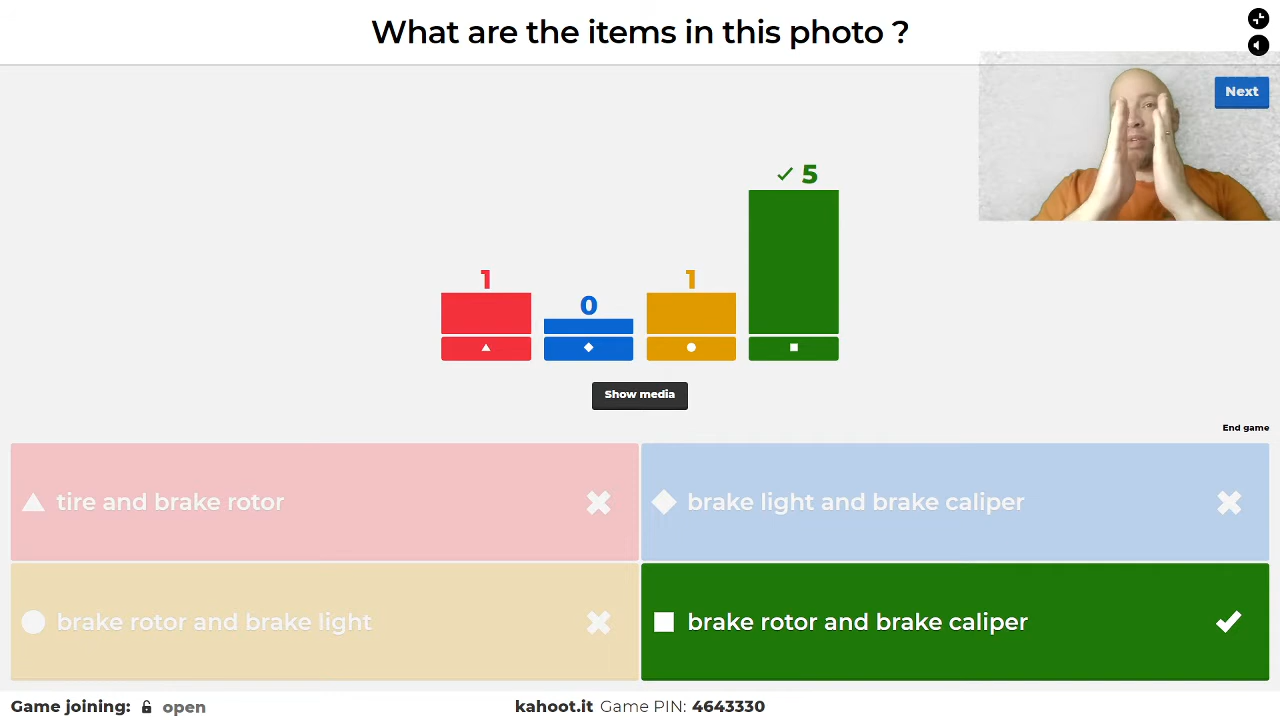 What are the items in this photo ?
Next
5
1
0
1
Show media
End game
tire and brake rotor
brake light and brake caliper
brake rotor and brake light
brake rotor and brake caliper
Game joining: open
kahoot.it Game PIN: 4643330